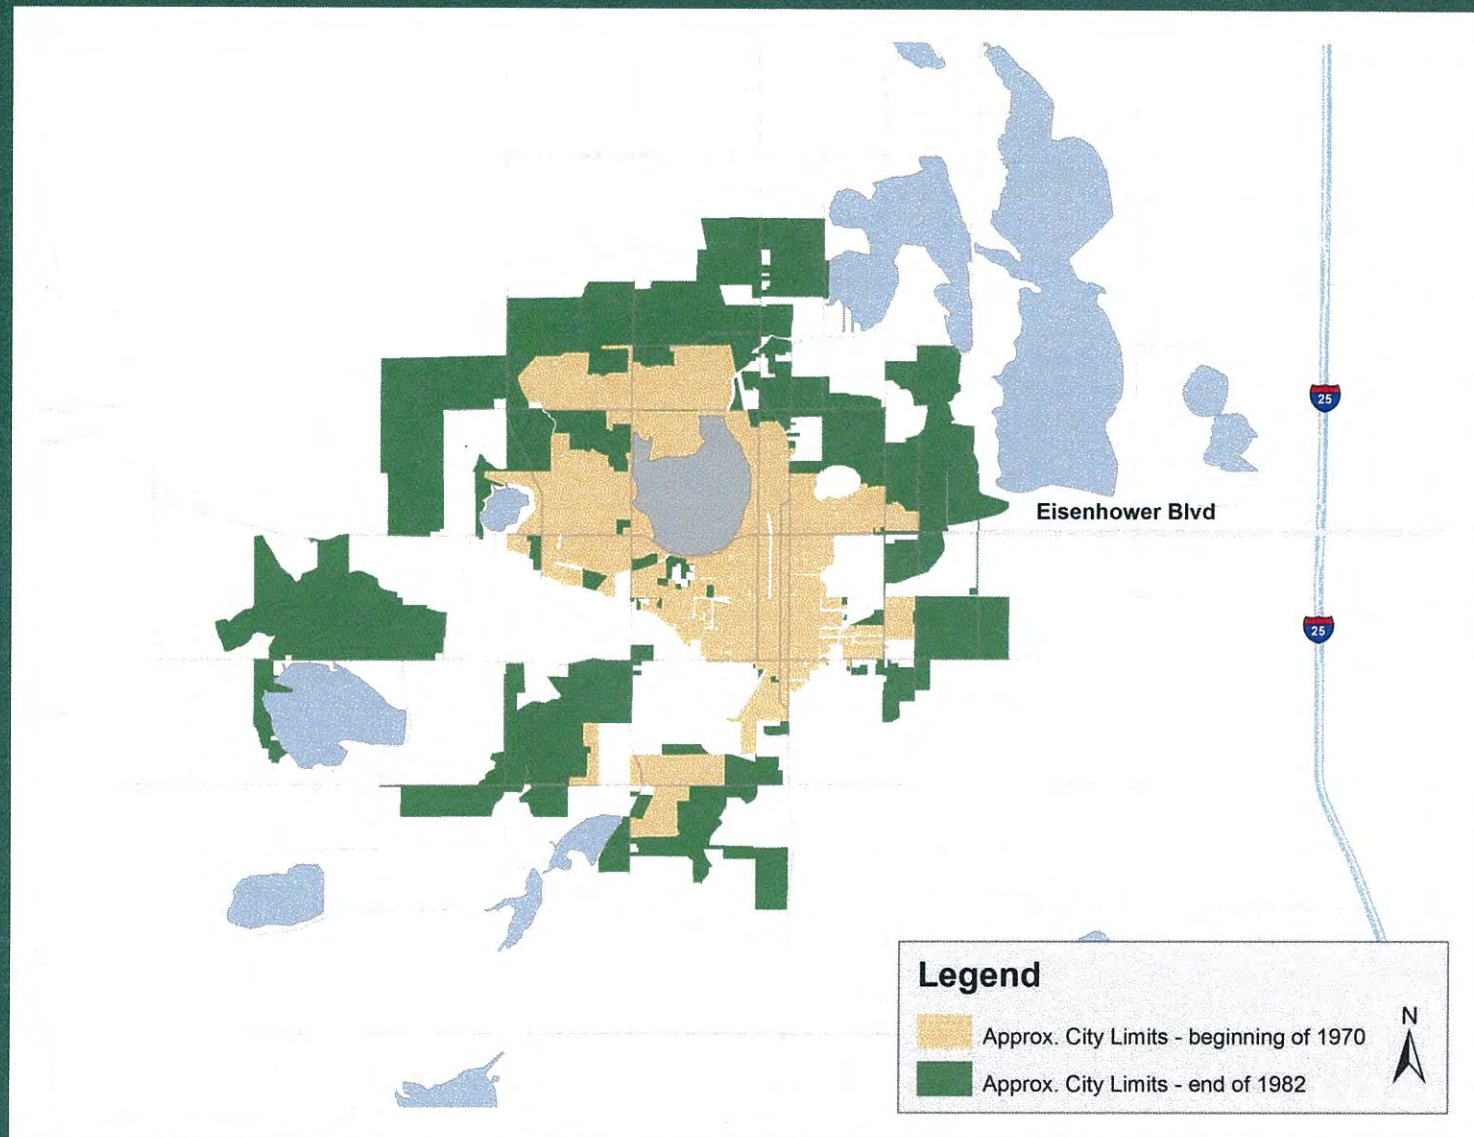 25
Eisenhower Blvd
25
Legend
N
Approx. City Limits - beginning of 1970
Approx. City Limits - end of 1982